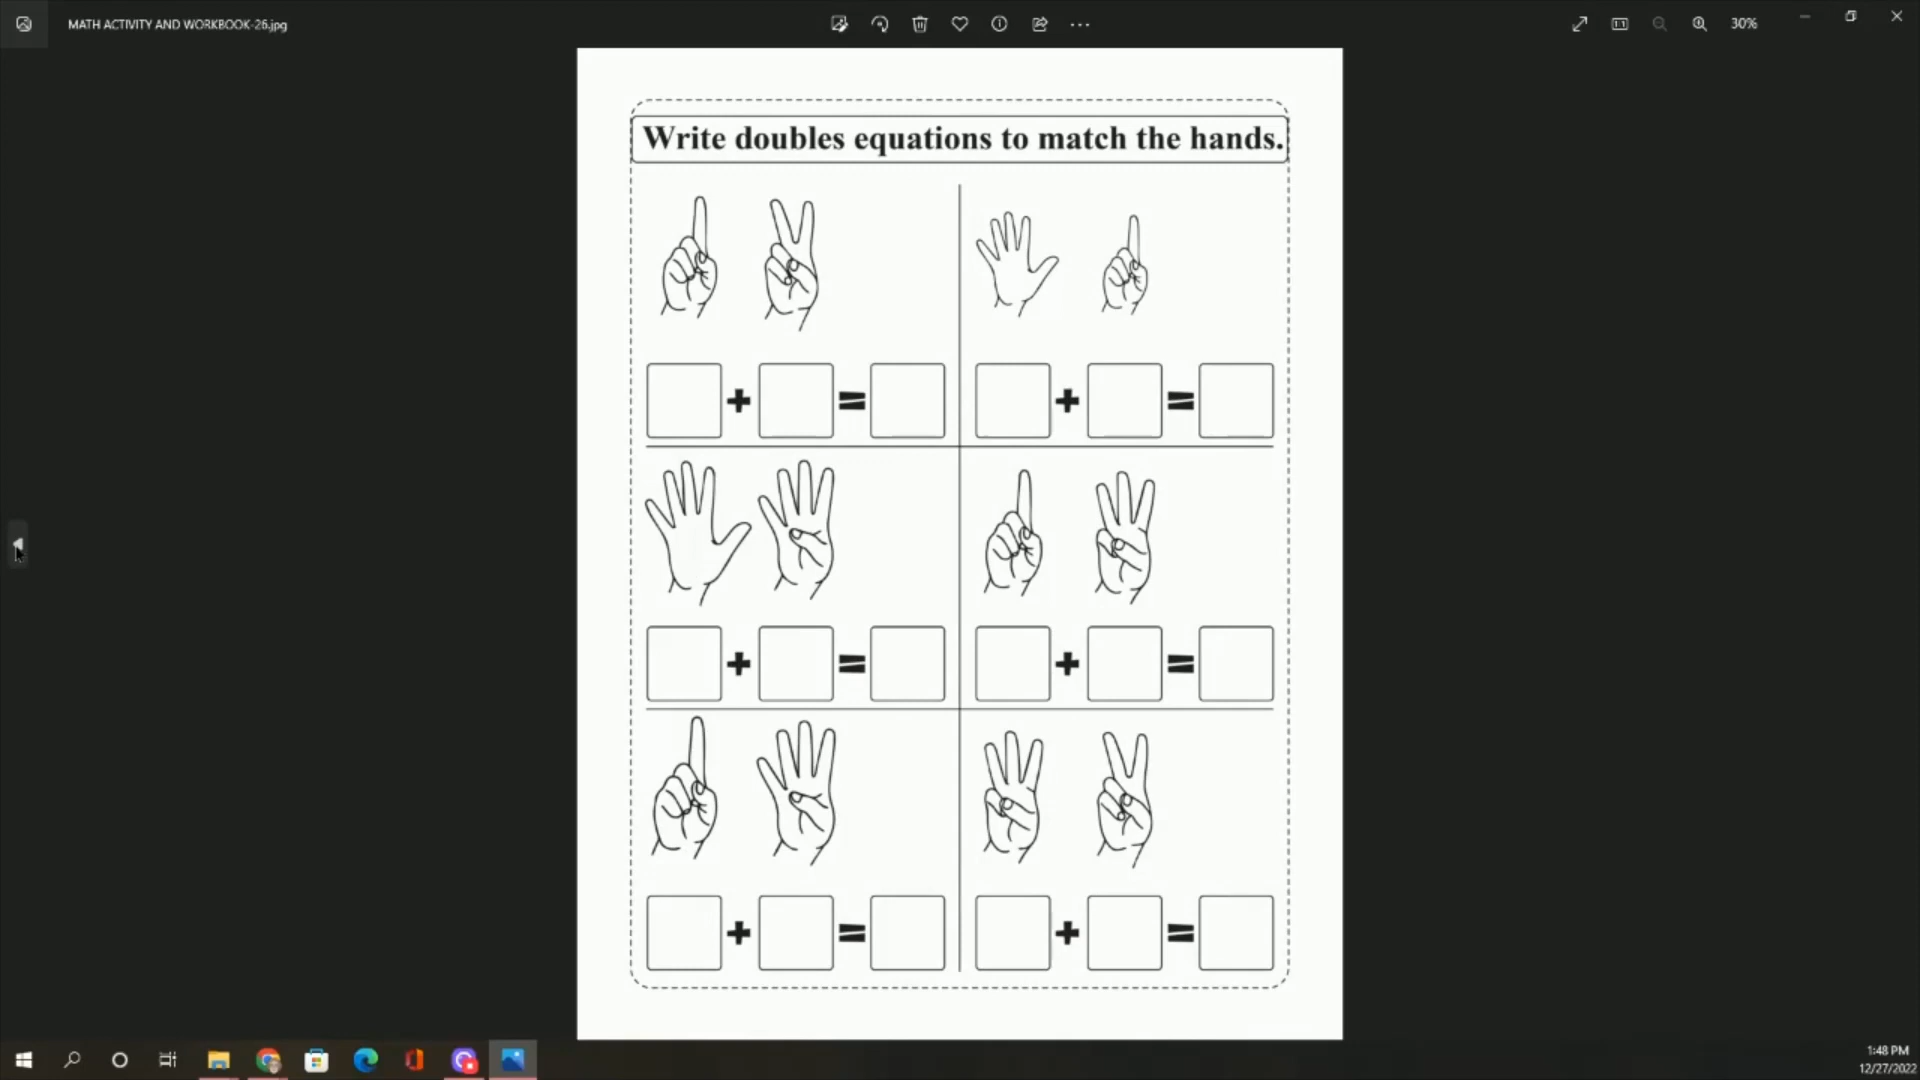 MATH ACTIVITY AND WORKBOOK-26.jpg
30%
Write doubles equations to match the hands.
+ =
+ =
+ =
+ =
+ =
+ =
1:48 PM
12/27/2022